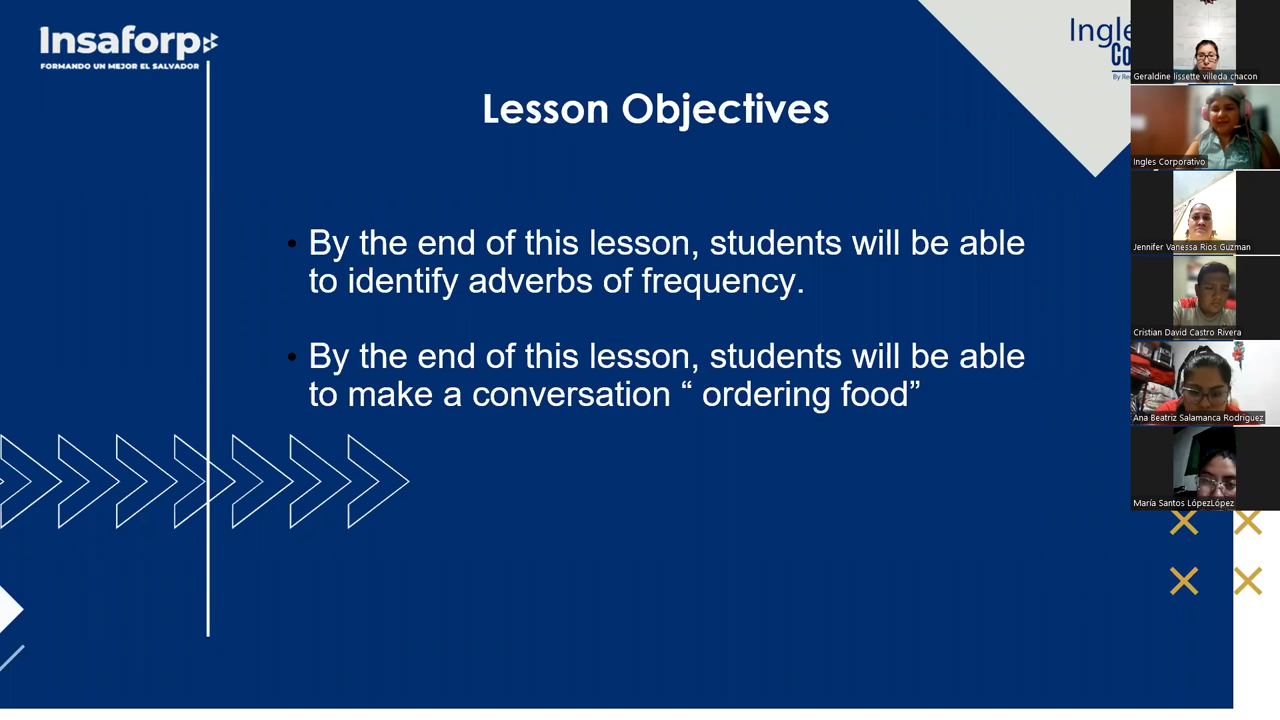 Insaforp
FORMANDO UN MEJOR EL SALVADOR
Lesson Objectives
• By the end of this lesson, students will be able
to identify adverbs of frequency.
• By the end of this lesson, students will be able
to make a conversation “ ordering food”
Geraldine lissette villeda chacon
Ingles Corporativo
Jennifer Vanessa Rios Guzman
Cristian David Castro Rivera
Ana Beatriz Salamanca Rodriguez
María Santos LópezLópez